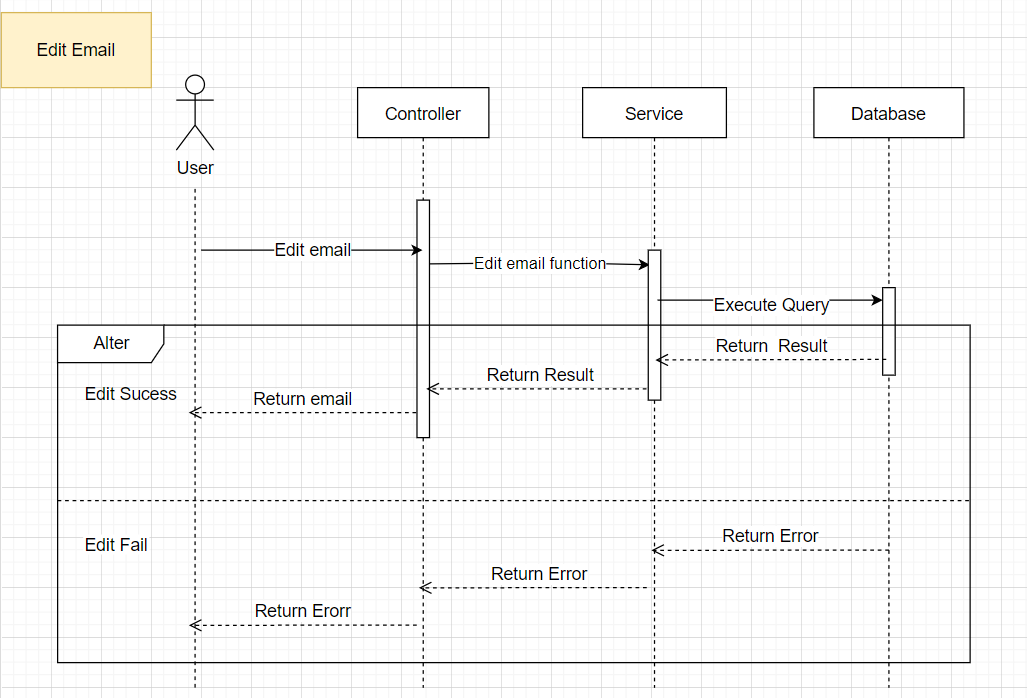 Edit Email
User
Controller
Service
Database
Edit email
Edit email function
Execute Query
Alter
Return  Result
Return Result
Edit Sucess
Return email
Return Error
Edit Fail
Return Error
Return Erorr